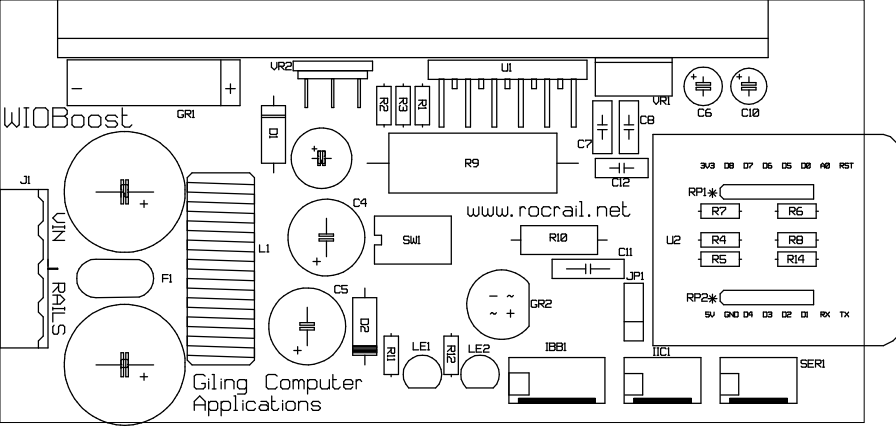 VR2
U1
GR1
VR1
C6
C10
WIOBoost
D1
R2
R3
R1
C7
C8
R9
C12
3V3 D8 D7 D6 D5 D0 A0 RST
RP1*
J1
C4
www.rocrail.net
R7
R6
VIN
L1
SW1
R10
U2
R4
R8
C11
R5
R14
F1
JP1
C5
GR2
RP2*
RAILS
5V GND D4 D3 D2 D1 RX TX
D2
R11
LE1
R12
LE2
IBB1
IIC1
SER1
Giling Computer
Applications